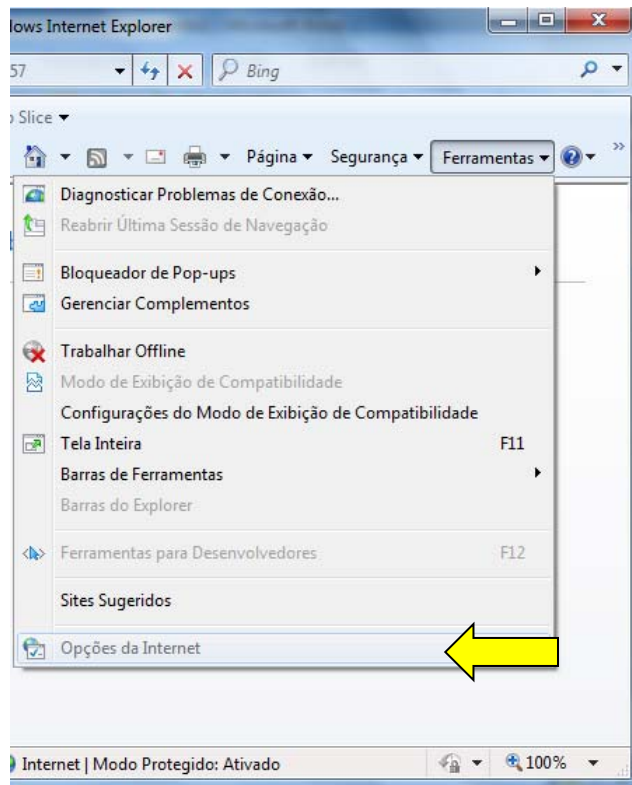 dows Internet Explorer
57 Bing
Slice
Página Segurança Ferramentas »
Diagnosticar Problemas de Conexão...
Reabrir Última Sessão de Navegação
Bloqueador de Pop-ups
Gerenciar Complementos
Trabalhar Offline
Modo de Exibição de Compatibilidade
Configurações do Modo de Exibição de Compatibilidade
Tela Inteira F11
Barras de Ferramentas
Barras do Explorer
Ferramentas para Desenvolvedores F12
Sites Sugeridos
Opções da Internet
Internet | Modo Protegido: Ativado 100%